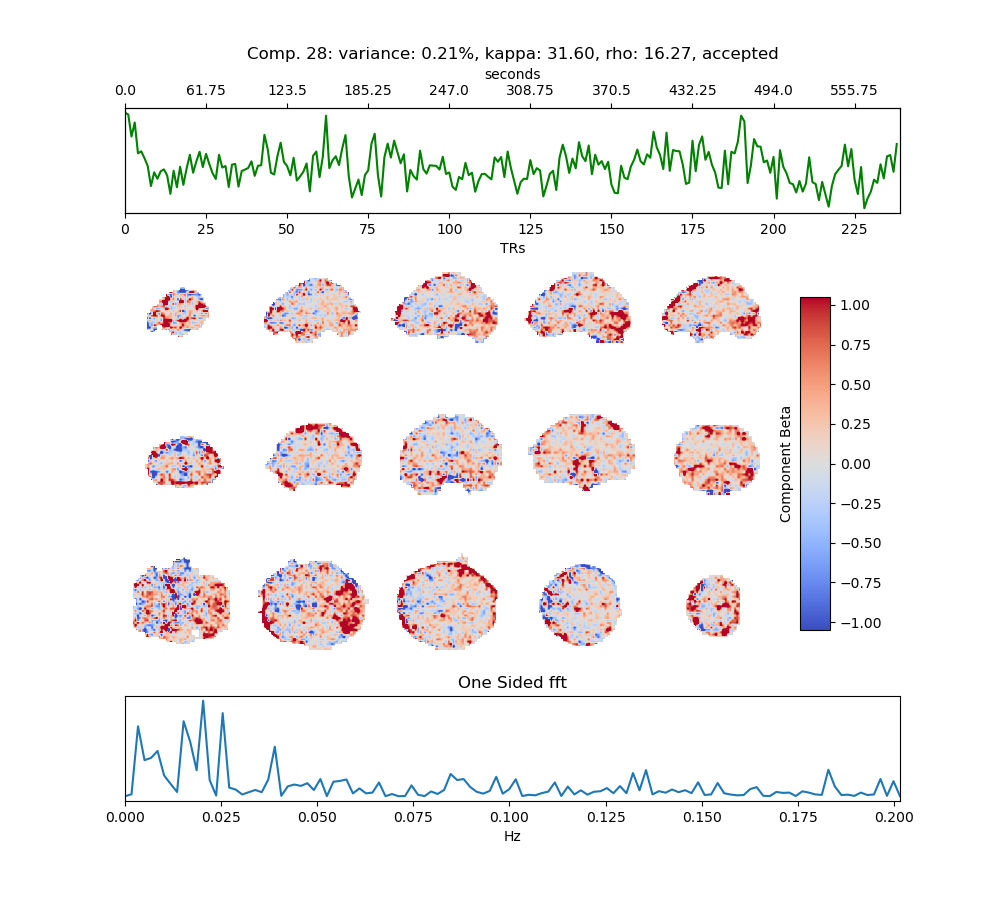 Comp. 28: variance: 0.21%, kappa: 31.60, rho: 16.27, accepted
seconds
0.0 61.75 123.5 185.25 247.0 308.75 370.5 432.25 494.0 555.75
0 25 50 75 100 125 150 175 200 225
TRs
1.00
0.75
0.50
0.25
0.00
−0.25
−0.50
−0.75
−1.00
Component Beta
One Sided fft
0.000 0.025 0.050 0.075 0.100 0.125 0.150 0.175 0.200
Hz